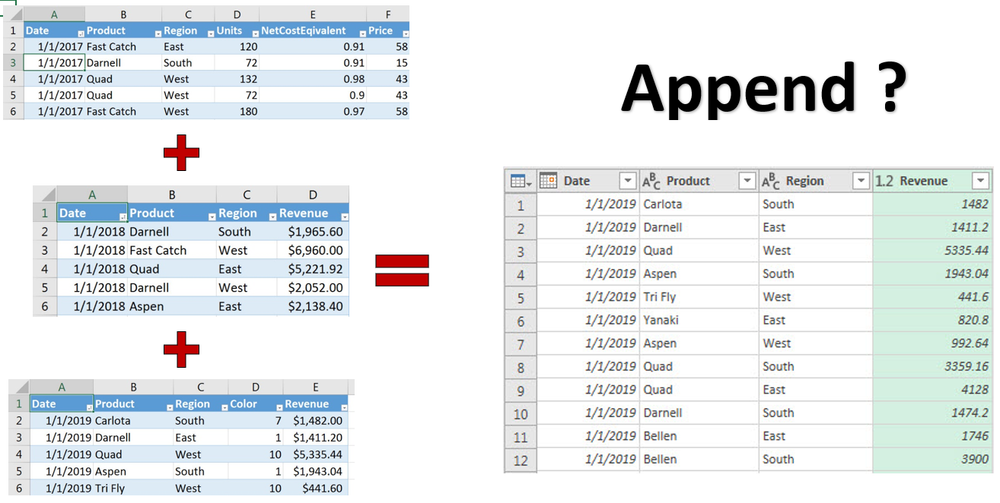 A B C D E F
1 Date Product Region Units NetCostEqivalent Price
2 1/1/2017 Fast Catch East 120 0.91 58
3 1/1/2017 Darnell South 72 0.91 15
4 1/1/2017 Quad West 132 0.98 43
5 1/1/2017 Quad West 72 0.9 43
6 1/1/2017 Fast Catch West 180 0.97 58
A B C D
1 Date Product Region Revenue
2 1/1/2018 Darnell South $1,965.60
3 1/1/2018 Fast Catch West $6,960.00
4 1/1/2018 Quad East $5,221.92
5 1/1/2018 Darnell West $2,052.00
6 1/1/2018 Aspen East $2,138.40
A B C D E
1 Date Product Region Color Revenue
2 1/1/2019 Carlota South 7 $1,482.00
3 1/1/2019 Darnell East 1 $1,411.20
4 1/1/2019 Quad West 10 $5,335.44
5 1/1/2019 Aspen South 1 $1,943.04
6 1/1/2019 Tri Fly West 10 $441.60
Append ?
Date ABC Product ABC Region 1.2 Revenue
1 1/1/2019 Carlota South 1482
2 1/1/2019 Darnell East 1411.2
3 1/1/2019 Quad West 5335.44
4 1/1/2019 Aspen South 1943.04
5 1/1/2019 Tri Fly West 441.6
6 1/1/2019 Yanaki East 820.8
7 1/1/2019 Aspen West 992.64
8 1/1/2019 Quad South 3359.16
9 1/1/2019 Quad East 4128
10 1/1/2019 Darnell South 1474.2
11 1/1/2019 Bellen East 1746
12 1/1/2019 Bellen South 3900